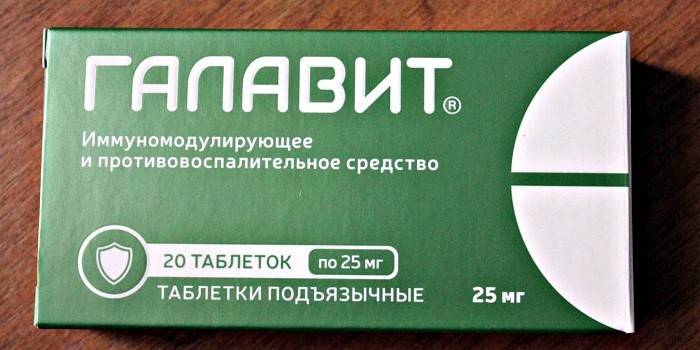 ГАЛАВИТ®
Иммуномодулирующее
и противовоспалительное средство
20 ТАБЛЕТОК по 25 мг
ТАБЛЕТКИ ПОДЪЯЗЫЧНЫЕ 25 мг